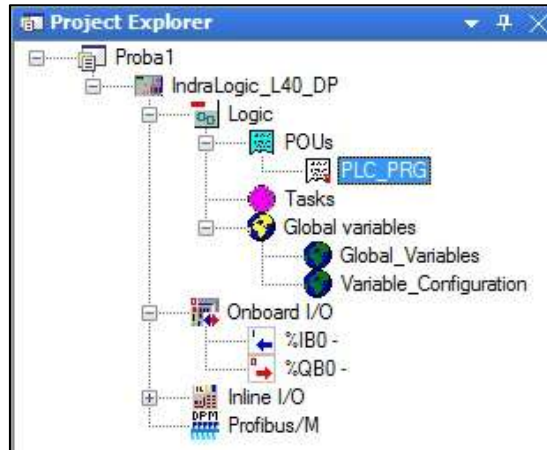 Project Explorer
Proba1
IndraLogic_L40_DP
Logic
POUs
PLC_PRG
Tasks
Global variables
Global_Variables
Variable_Configuration
Onboard I/O
%IB0 -
%QB0 -
Inline I/O
DPM
Profibus/M